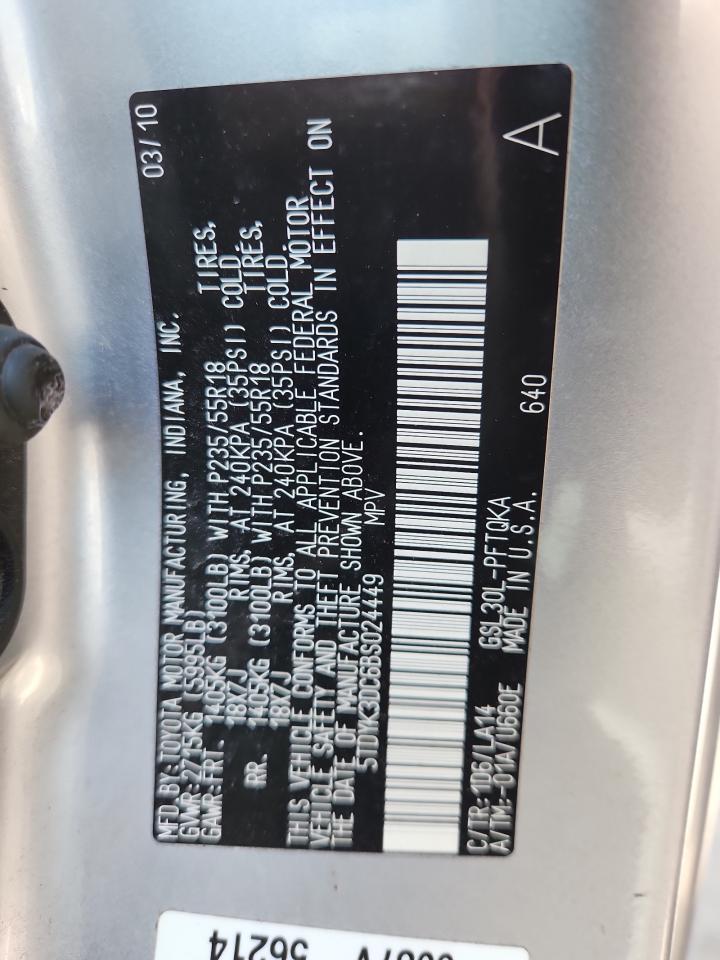 MFD BY:TOYOTA MOTOR MANUFACTURING, INDIANA, INC. 03/10
GVWR:2715KG (5995LB)
GAWR:FRT. 1405KG (3100LB) WITH P235/55R18 TIRES,
18X7J RIMS, AT 240KPA (35PSI) COLD.
RR. 1405KG (3100LB) WITH P235/55R18 TIRES,
18X7J RIMS, AT 240KPA (35PSI) COLD.
THIS VEHICLE CONFORMS TO ALL APPLICABLE FEDERAL MOTOR
VEHICLE SAFETY AND THEFT PREVENTION STANDARDS IN EFFECT ON
THE DATE OF MANUFACTURE SHOWN ABOVE.
5TDYK3DC6BS024449 MPV
C/TR:1D6/LA14 GSL30L-PFTQKA 640 A
A/TM:-01A/U660E MADE IN U.S.A.
56214